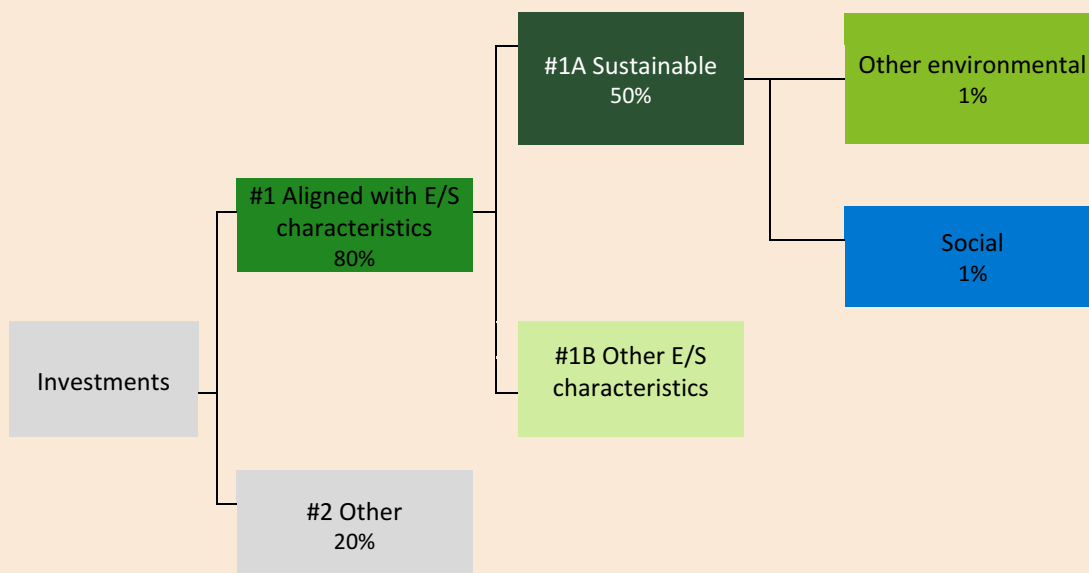 Investments
#1 Aligned with E/S
characteristics
80%
#2 Other
20%
#1A Sustainable
50%
#1B Other E/S
characteristics
Other environmental
1%
Social
1%